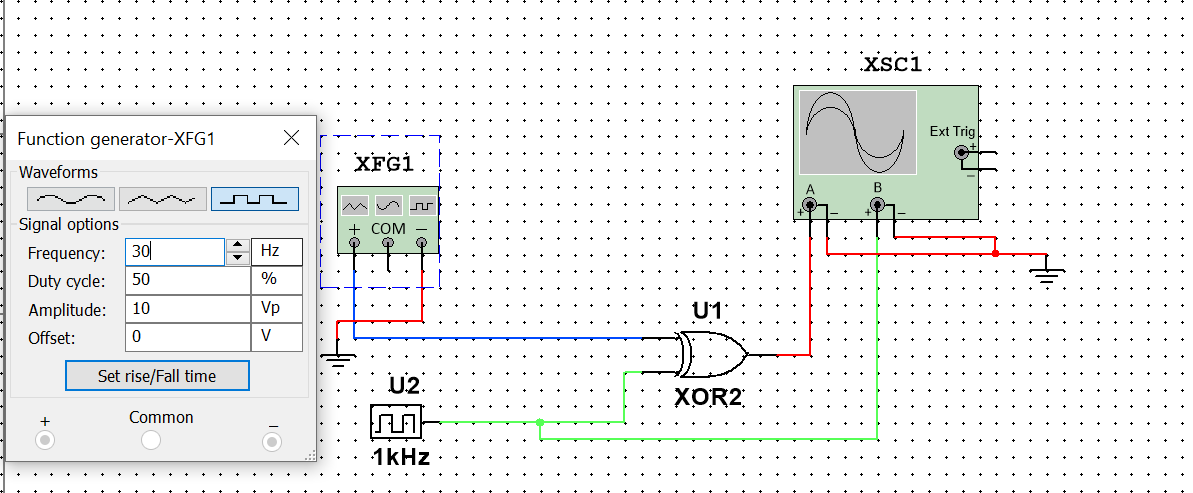 Function generator-XFG1
Waveforms
Signal options
Frequency: 30 Hz
Duty cycle: 50 %
Amplitude: 10 Vp
Offset: 0 V
Set rise/Fall time
+ Common −
XFG1
+ COM −
XSC1
Ext Trig
+
−
A B
+ − + −
U1
XOR2
U2
1kHz